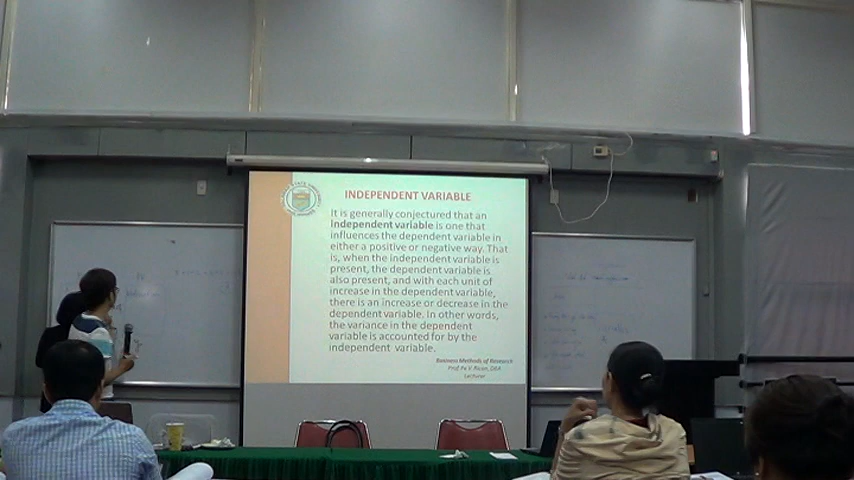 INDEPENDENT VARIABLE
It is generally conjectured that an
independent variable is one that
influences the dependent variable in
either a positive or negative way. That
is, when the independent variable is
present, the dependent variable is
also present, and with each unit of
increase in the dependent variable,
there is an increase or decrease in the
dependent variable. In other words,
the variance in the dependent
variable is accounted for by the
independent variable.
Business Methods of Research
Lecturer